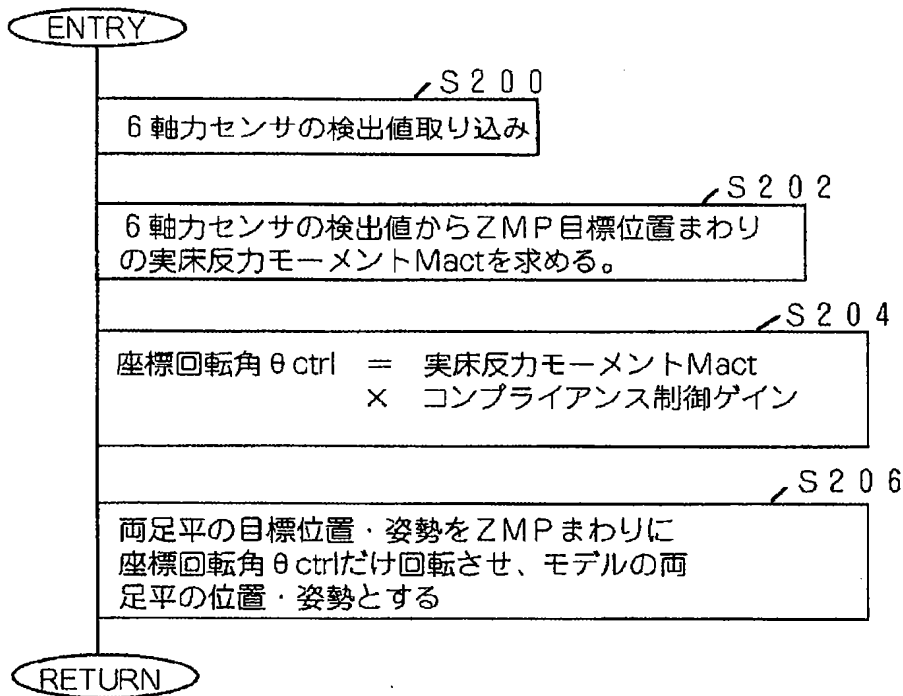 ENTRY
S200
6軸力センサの検出値取り込み
S202
6軸力センサの検出値からZMP目標位置まわり
の実床反力モーメントMactを求める。
S204
座標回転角θctrl = 実床反力モーメントMact
× コンプライアンス制御ゲイン
S206
両足平の目標位置・姿勢をZMPまわりに
座標回転角θctrlだけ回転させ、モデルの両
足平の位置・姿勢とする
RETURN